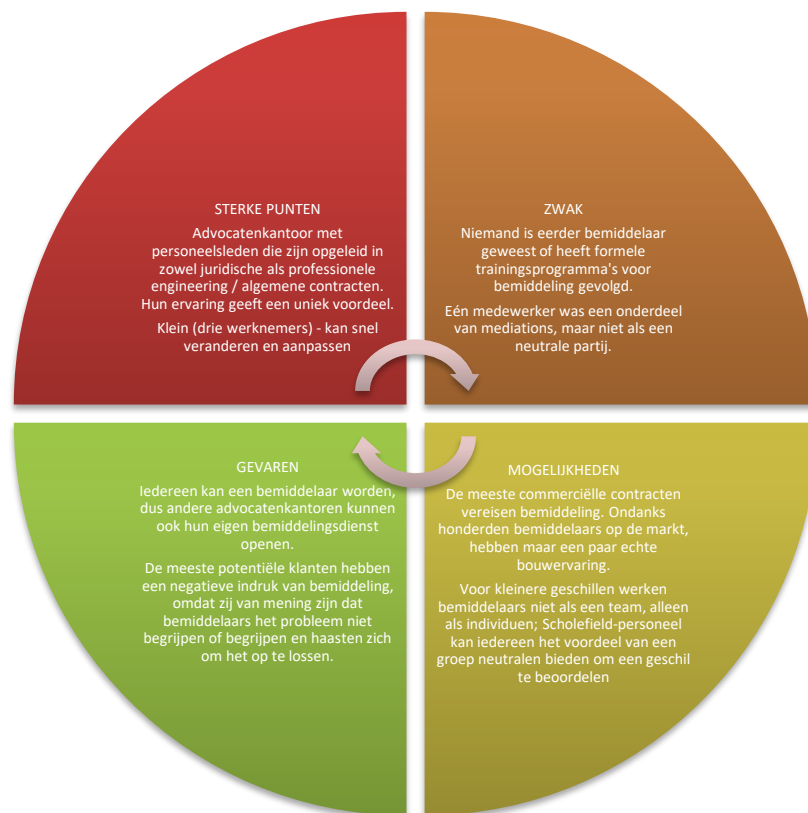 STERKE PUNTEN
Advocatenkantoor met
personeelsleden die zijn opgeleid in
zowel juridische als professionele
engineering / algemene contracten.
Hun ervaring geeft een uniek voordeel.
Klein (drie werknemers) - kan snel
veranderen en aanpassen
ZWAK
Niemand is eerder bemiddelaar
geweest of heeft formele
trainingsprogramma's voor
bemiddeling gevolgd.
Eén medewerker was een onderdeel
van mediations, maar niet als een
neutrale partij.
GEVAREN
Iedereen kan een bemiddelaar worden,
dus andere advocatenkantoren kunnen
ook hun eigen bemiddelingsdienst
openen.
De meeste potentiële klanten hebben
een negatieve indruk van bemiddeling,
omdat zij van mening zijn dat
bemiddelaars het probleem niet
begrijpen of begrijpen en haasten zich
om het op te lossen.
MOGELIJKHEDEN
De meeste commerciële contracten
vereisen bemiddeling. Ondanks
honderden bemiddelaars op de markt,
hebben maar een paar echte
bouwervaring.
Voor kleinere geschillen werken
bemiddelaars niet als een team, alleen
als individuen; Scholefield-personeel
kan iedereen het voordeel van een
groep neutralen bieden om een geschil
te beoordelen